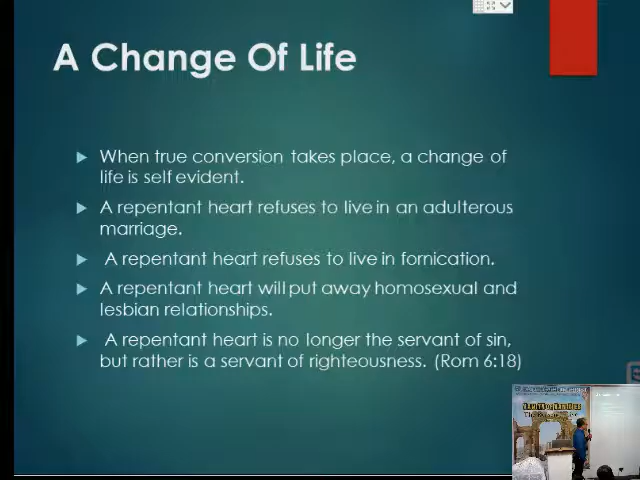 A Change Of Life
When true conversion takes place, a change of
life is self evident.
A repentant heart refuses to live in an adulterous
marriage.
A repentant heart refuses to live in fornication.
A repentant heart will put away homosexual and
lesbian relationships.
A repentant heart is no longer the servant of sin,
but rather is a servant of righteousness. (Rom 6:18)